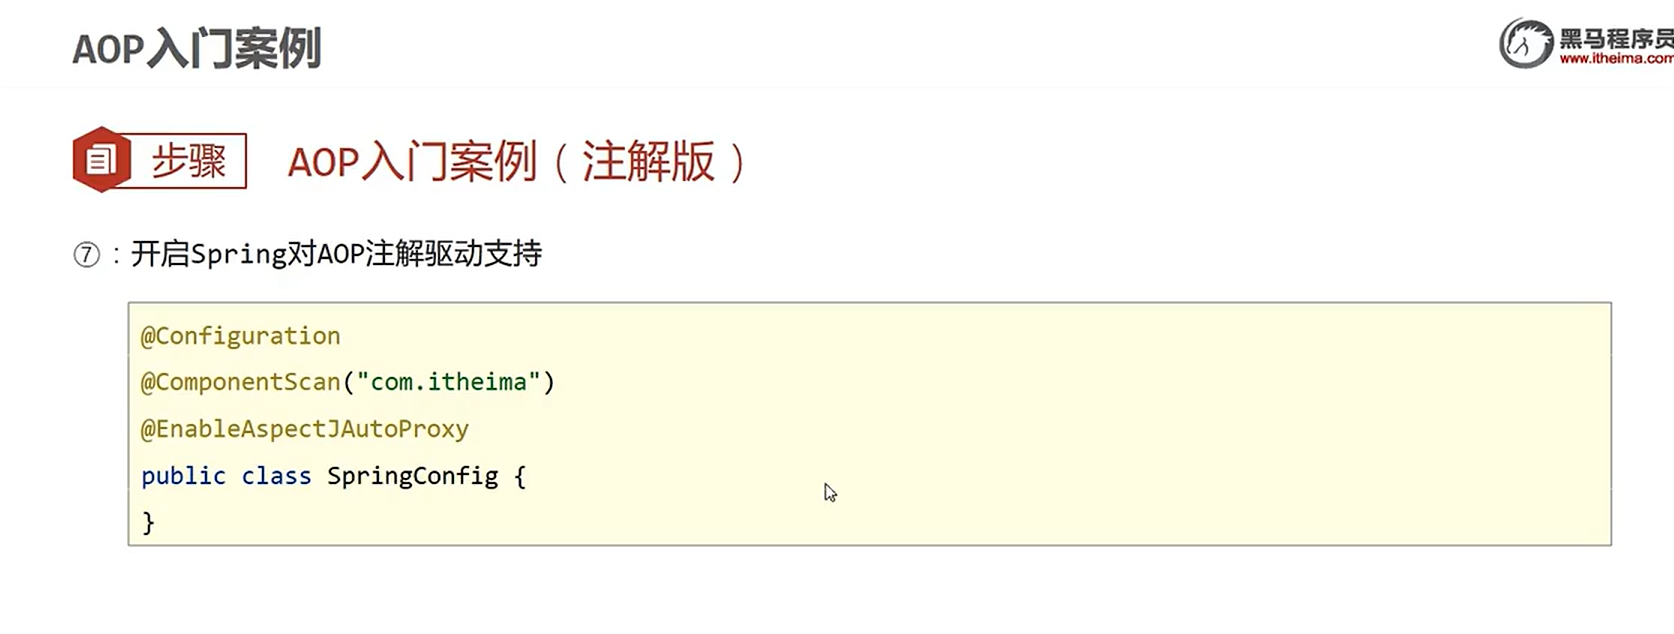 AOP入门案例
黑马程序员
www.itheima.com
步骤
AOP入门案例（注解版）
⑦：开启Spring对AOP注解驱动支持
@Configuration
@ComponentScan("com.itheima")
@EnableAspectJAutoProxy
public class SpringConfig {
}